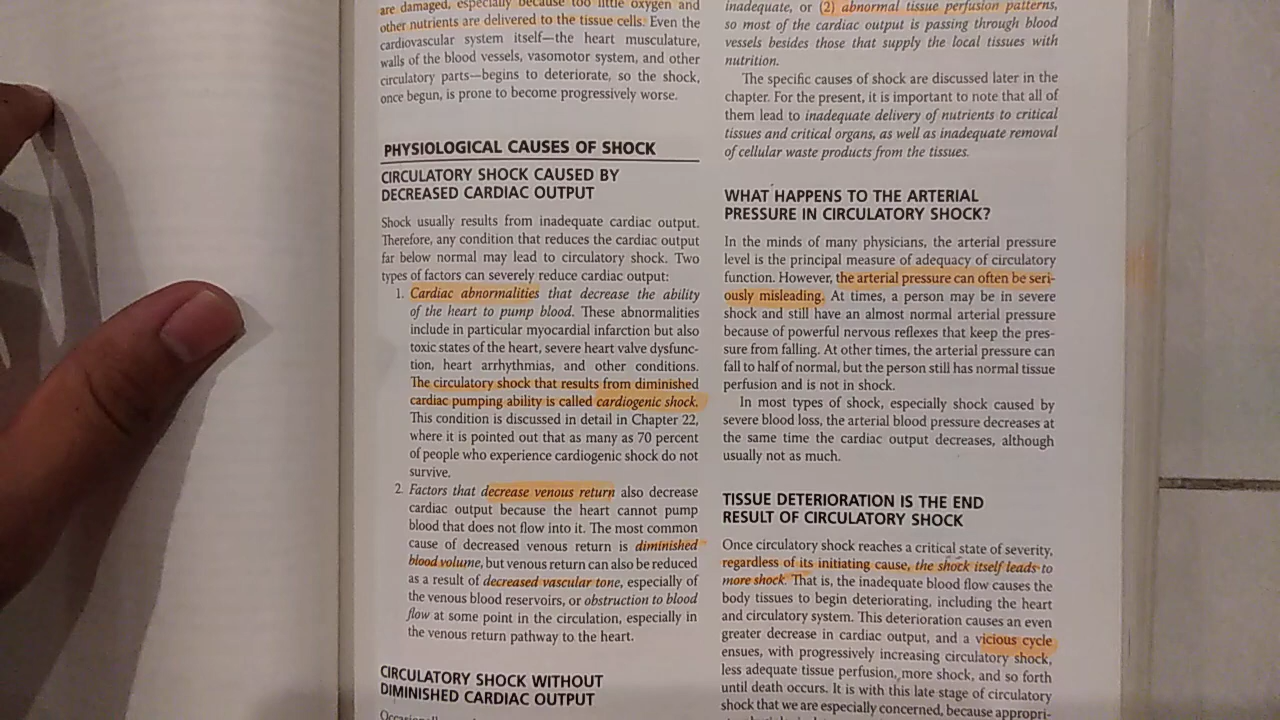 are damaged, especially because too little oxygen and
other nutrients are delivered to the tissue cells. Even the
cardiovascular system itself—the heart musculature,
walls of the blood vessels, vasomotor system, and other
circulatory parts—begins to deteriorate, so the shock,
once begun, is prone to become progressively worse.
PHYSIOLOGICAL CAUSES OF SHOCK
CIRCULATORY SHOCK CAUSED BY
DECREASED CARDIAC OUTPUT
Shock usually results from inadequate cardiac output.
Therefore, any condition that reduces the cardiac output
far below normal may lead to circulatory shock. Two
types of factors can severely reduce cardiac output:
1. Cardiac abnormalities that decrease the ability
of the heart to pump blood. These abnormalities
include in particular myocardial infarction but also
toxic states of the heart, severe heart valve dysfunc-
tion, heart arrhythmias, and other conditions.
The circulatory shock that results from diminished
cardiac pumping ability is called cardiogenic shock.
This condition is discussed in detail in Chapter 22,
where it is pointed out that as many as 70 percent
of people who experience cardiogenic shock do not
survive.
2. Factors that decrease venous return also decrease
cardiac output because the heart cannot pump
blood that does not flow into it. The most common
cause of decreased venous return is diminished
blood volume, but venous return can also be reduced
as a result of decreased vascular tone, especially of
the venous blood reservoirs, or obstruction to blood
flow at some point in the circulation, especially in
the venous return pathway to the heart.
CIRCULATORY SHOCK WITHOUT
DIMINISHED CARDIAC OUTPUT
inadequate, or (2) abnormal tissue perfusion patterns,
so most of the cardiac output is passing through blood
vessels besides those that supply the local tissues with
nutrition.
The specific causes of shock are discussed later in the
chapter. For the present, it is important to note that all of
them lead to inadequate delivery of nutrients to critical
tissues and critical organs, as well as inadequate removal
of cellular waste products from the tissues.
WHAT HAPPENS TO THE ARTERIAL
PRESSURE IN CIRCULATORY SHOCK?
In the minds of many physicians, the arterial pressure
level is the principal measure of adequacy of circulatory
function. However, the arterial pressure can often be seri-
ously misleading. At times, a person may be in severe
shock and still have an almost normal arterial pressure
because of powerful nervous reflexes that keep the pres-
sure from falling. At other times, the arterial pressure can
fall to half of normal, but the person still has normal tissue
perfusion and is not in shock.
In most types of shock, especially shock caused by
severe blood loss, the arterial blood pressure decreases at
the same time the cardiac output decreases, although
usually not as much.
TISSUE DETERIORATION IS THE END
RESULT OF CIRCULATORY SHOCK
Once circulatory shock reaches a critical state of severity,
regardless of its initiating cause, the shock itself leads to
more shock. That is, the inadequate blood flow causes the
body tissues to begin deteriorating, including the heart
and circulatory system. This deterioration causes an even
greater decrease in cardiac output, and a vicious cycle
ensues, with progressively increasing circulatory shock,
less adequate tissue perfusion, more shock, and so forth
until death occurs. It is with this late stage of circulatory
shock that we are especially concerned, because appropri-